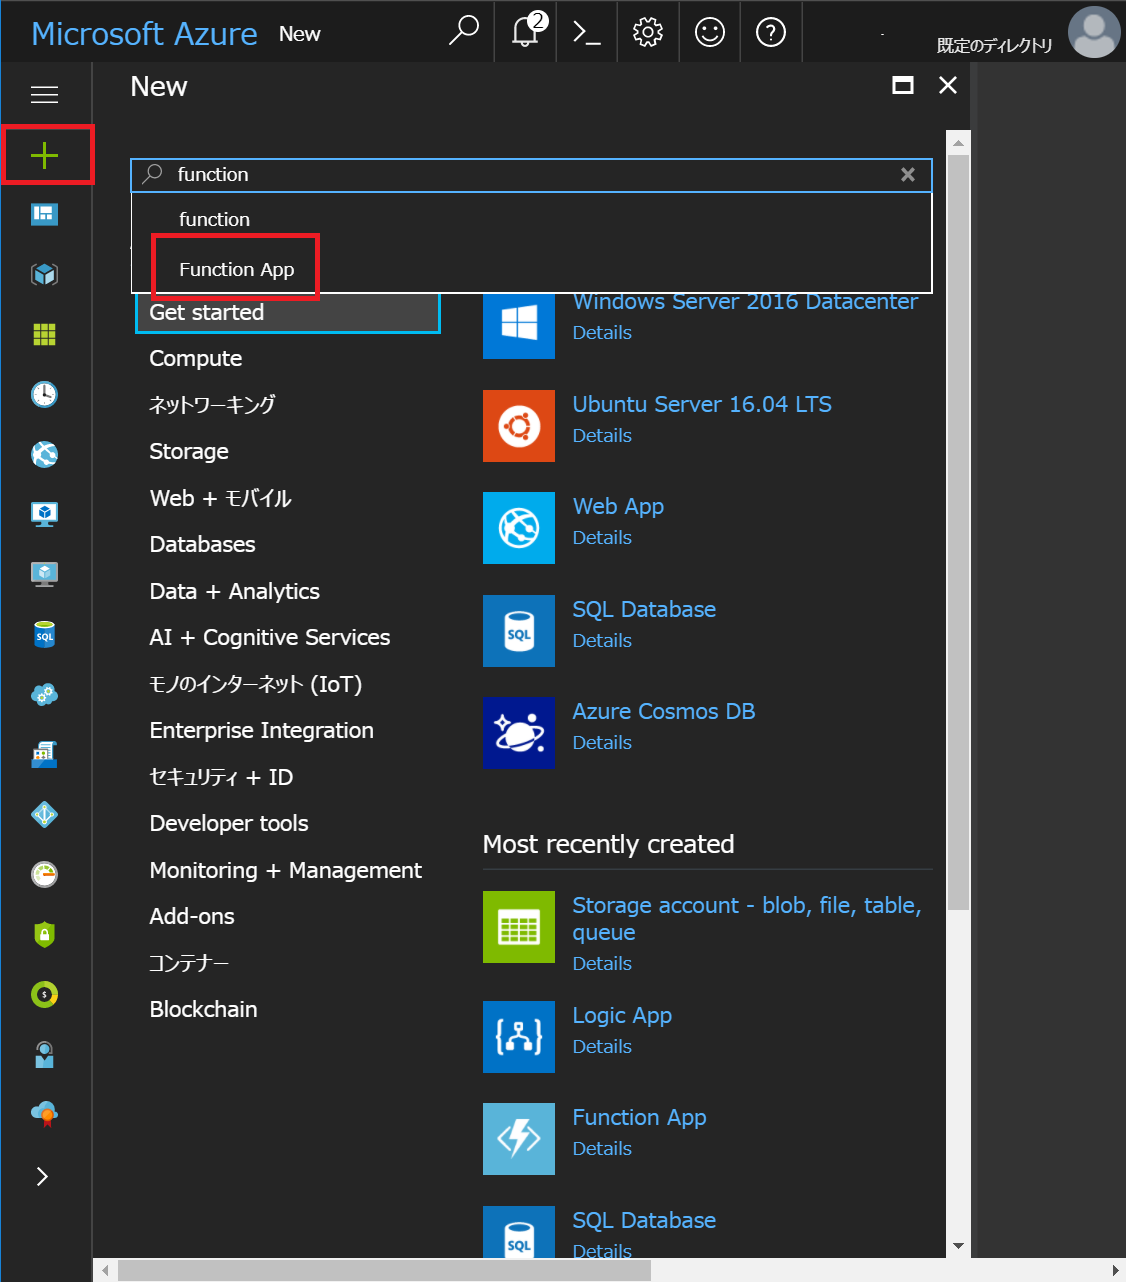 Microsoft Azure New
2
既定のディレクトリ
New
function
function
Function App
Get started
Compute
ネットワーキング
Storage
Web + モバイル
Databases
Data + Analytics
AI + Cognitive Services
モノのインターネット (IoT)
Enterprise Integration
セキュリティ + ID
Developer tools
Monitoring + Management
Add-ons
コンテナー
Blockchain
Windows Server 2016 Datacenter
Details
Ubuntu Server 16.04 LTS
Details
Web App
Details
SQL
SQL Database
Details
Azure Cosmos DB
Details
Most recently created
Storage account - blob, file, table,
queue
Details
Logic App
Details
Function App
Details
SQL
SQL Database
Details
SQL